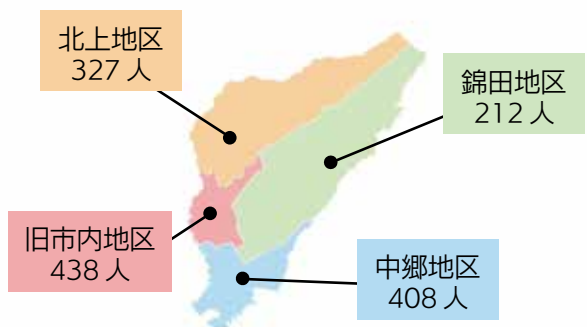 北上地区
327 人
錦田地区
212 人
旧市内地区
438 人
中郷地区
408 人